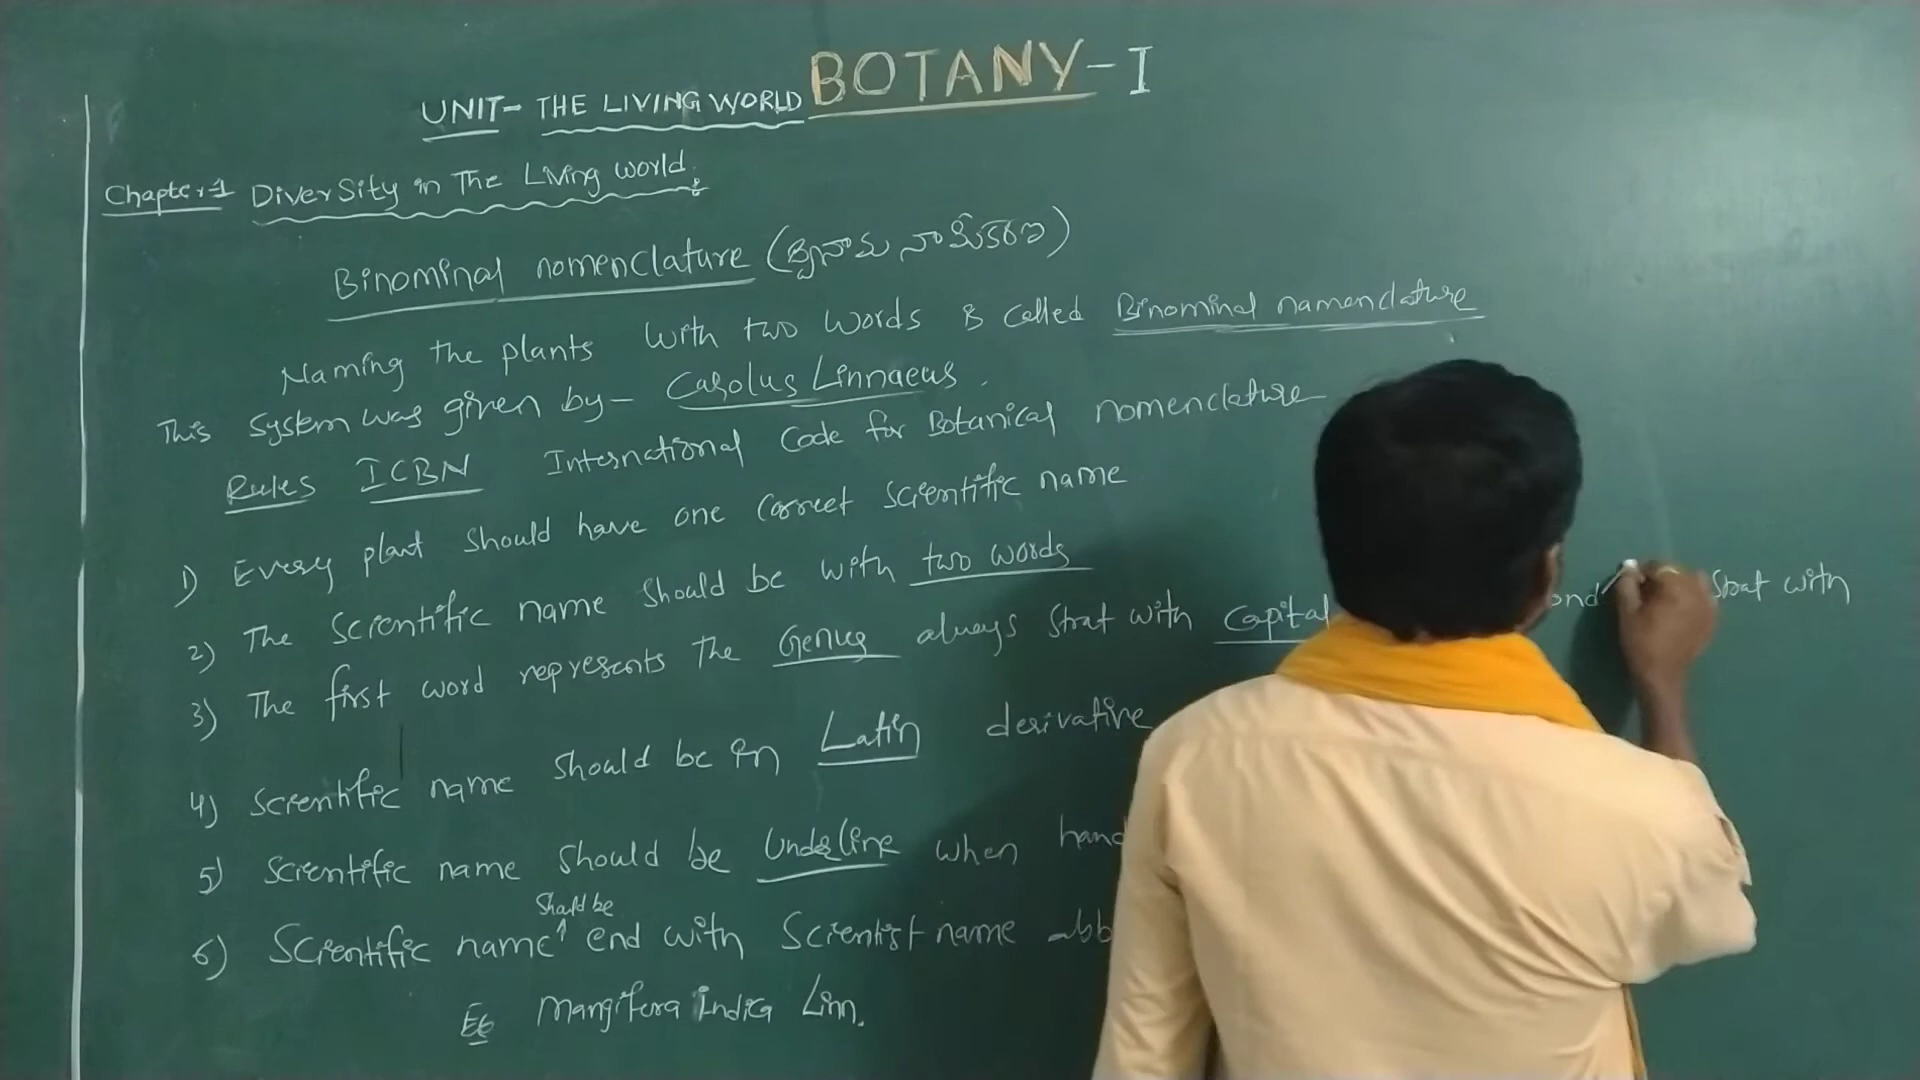 BOTANY-I
UNIT- THE LIVING WORLD
Chapter-1 Diversity in The Living world:
Binominal nomenclature (ద్వినామ నామీకరణ)
Naming the plants with two words is called Binominal namenclature
This System was given by- Carolus Linnaeus.
Rules ICBN International Code for Botanical nomenclature
1) Every plant should have one correct scientific name
2) The Scientific name should be with two words
3) The first word represents the Genus always strat with capital ond strat with
4) Scientific name should be in Latin derivative
5) Scientific name should be Underline when hand
should be
6) Scientific name↑ end with Scientist name abb
Eg Mangifera Indica Linn.